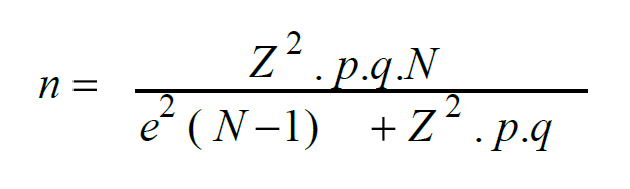 Z² . p.q.N
n = 
e² ( N–1) + Z² . p.q